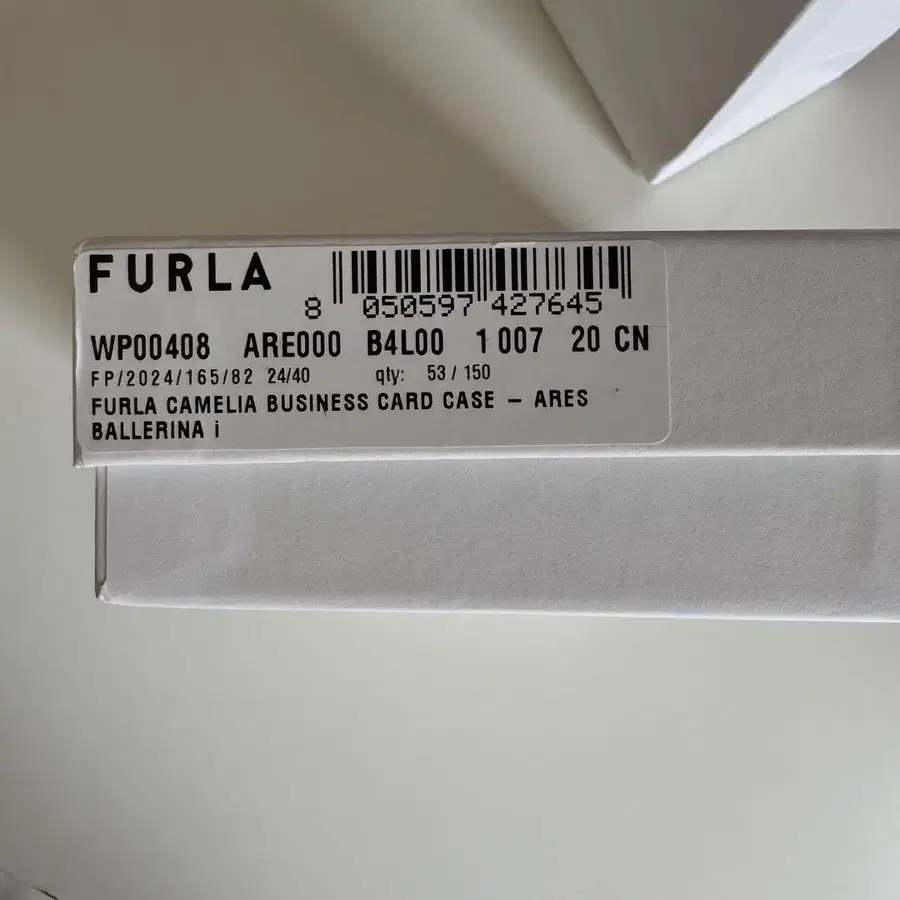 FURLA
8 050597 427645
WP00408 ARE000 B4L00 1 007 20 CN
FP/2024/165/82 24/40 qty: 53 / 150
FURLA CAMELIA BUSINESS CARD CASE – ARES
BALLERINA i